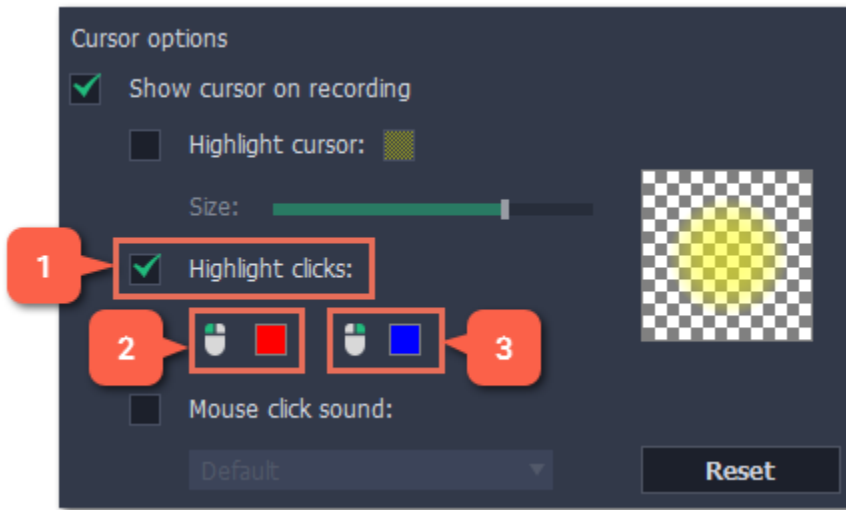 Cursor options
Show cursor on recording
Highlight cursor:
Size:
1
Highlight clicks:
2
3
Mouse click sound:
Default
Reset